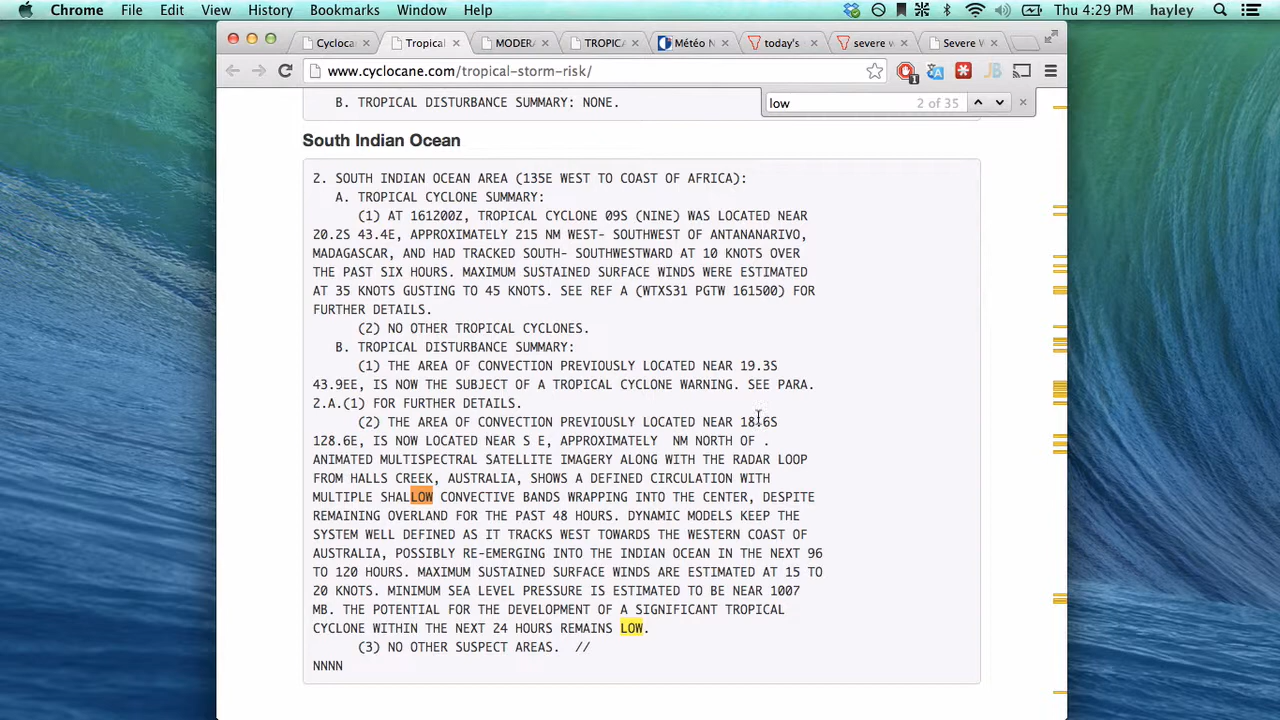 Chrome File Edit View History Bookmarks Window Help Thu 4:29 PM hayley
Cycloca Tropical MODERA TROPICA Météo N today's severe w Severe W
www.cyclocane.com/tropical-storm-risk/ 1 JB
low 2 of 35
B. TROPICAL DISTURBANCE SUMMARY: NONE.
South Indian Ocean
2. SOUTH INDIAN OCEAN AREA (135E WEST TO COAST OF AFRICA):
A. TROPICAL CYCLONE SUMMARY:
(1) AT 161200Z, TROPICAL CYCLONE 09S (NINE) WAS LOCATED NEAR
20.2S 43.4E, APPROXIMATELY 215 NM WEST- SOUTHWEST OF ANTANANARIVO,
MADAGASCAR, AND HAD TRACKED SOUTH- SOUTHWESTWARD AT 10 KNOTS OVER
THE PAST SIX HOURS. MAXIMUM SUSTAINED SURFACE WINDS WERE ESTIMATED
AT 35 KNOTS GUSTING TO 45 KNOTS. SEE REF A (WTXS31 PGTW 161500) FOR
FURTHER DETAILS.
(2) NO OTHER TROPICAL CYCLONES.
B. TROPICAL DISTURBANCE SUMMARY:
(1) THE AREA OF CONVECTION PREVIOUSLY LOCATED NEAR 19.3S
43.9EE, IS NOW THE SUBJECT OF A TROPICAL CYCLONE WARNING. SEE PARA.
2.A.(1) FOR FURTHER DETAILS.
(2) THE AREA OF CONVECTION PREVIOUSLY LOCATED NEAR 18.6S
128.6E, IS NOW LOCATED NEAR S E, APPROXIMATELY NM NORTH OF .
ANIMATED MULTISPECTRAL SATELLITE IMAGERY ALONG WITH THE RADAR LOOP
FROM HALLS CREEK, AUSTRALIA, SHOWS A DEFINED CIRCULATION WITH
MULTIPLE SHALLOW CONVECTIVE BANDS WRAPPING INTO THE CENTER, DESPITE
REMAINING OVERLAND FOR THE PAST 48 HOURS. DYNAMIC MODELS KEEP THE
SYSTEM WELL DEFINED AS IT TRACKS WEST TOWARDS THE WESTERN COAST OF
AUSTRALIA, POSSIBLY RE-EMERGING INTO THE INDIAN OCEAN IN THE NEXT 96
TO 120 HOURS. MAXIMUM SUSTAINED SURFACE WINDS ARE ESTIMATED AT 15 TO
20 KNOTS. MINIMUM SEA LEVEL PRESSURE IS ESTIMATED TO BE NEAR 1007
MB. THE POTENTIAL FOR THE DEVELOPMENT OF A SIGNIFICANT TROPICAL
CYCLONE WITHIN THE NEXT 24 HOURS REMAINS LOW.
(3) NO OTHER SUSPECT AREAS. //
NNNN